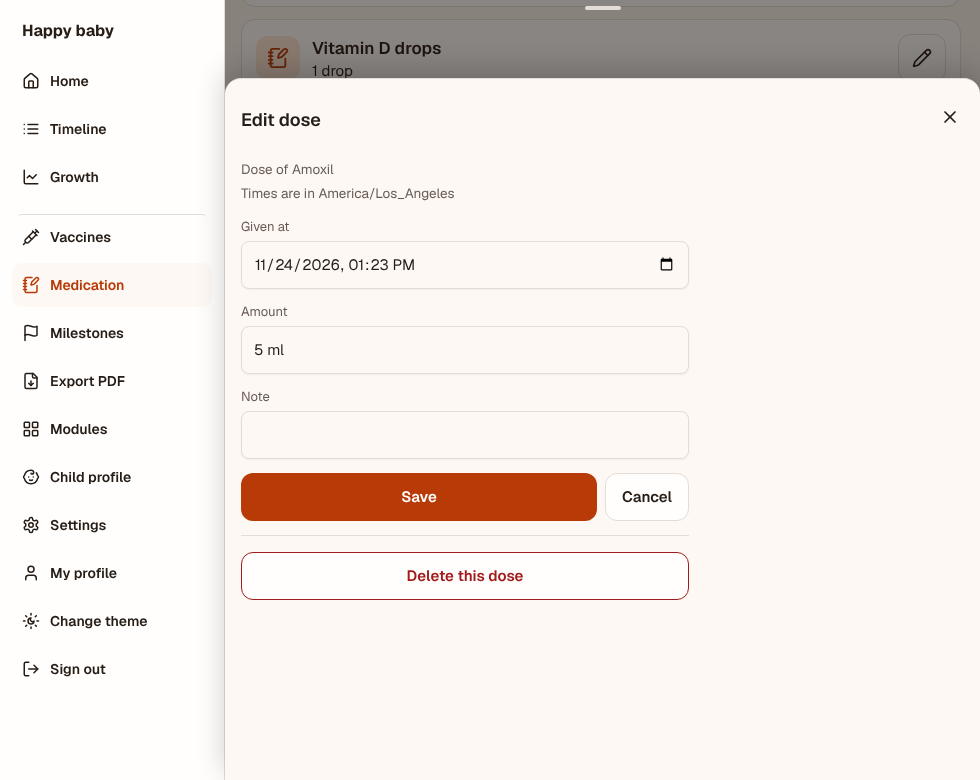 Happy baby
Home
Timeline
Growth
Vaccines
Medication
Milestones
Export PDF
Modules
Child profile
Settings
My profile
Change theme
Sign out
Vitamin D drops
1 drop
Edit dose
Dose of Amoxil
Times are in America/Los_Angeles
Given at
11/24/2026, 01:23 PM
Amount
5 ml
Note
Save
Cancel
Delete this dose